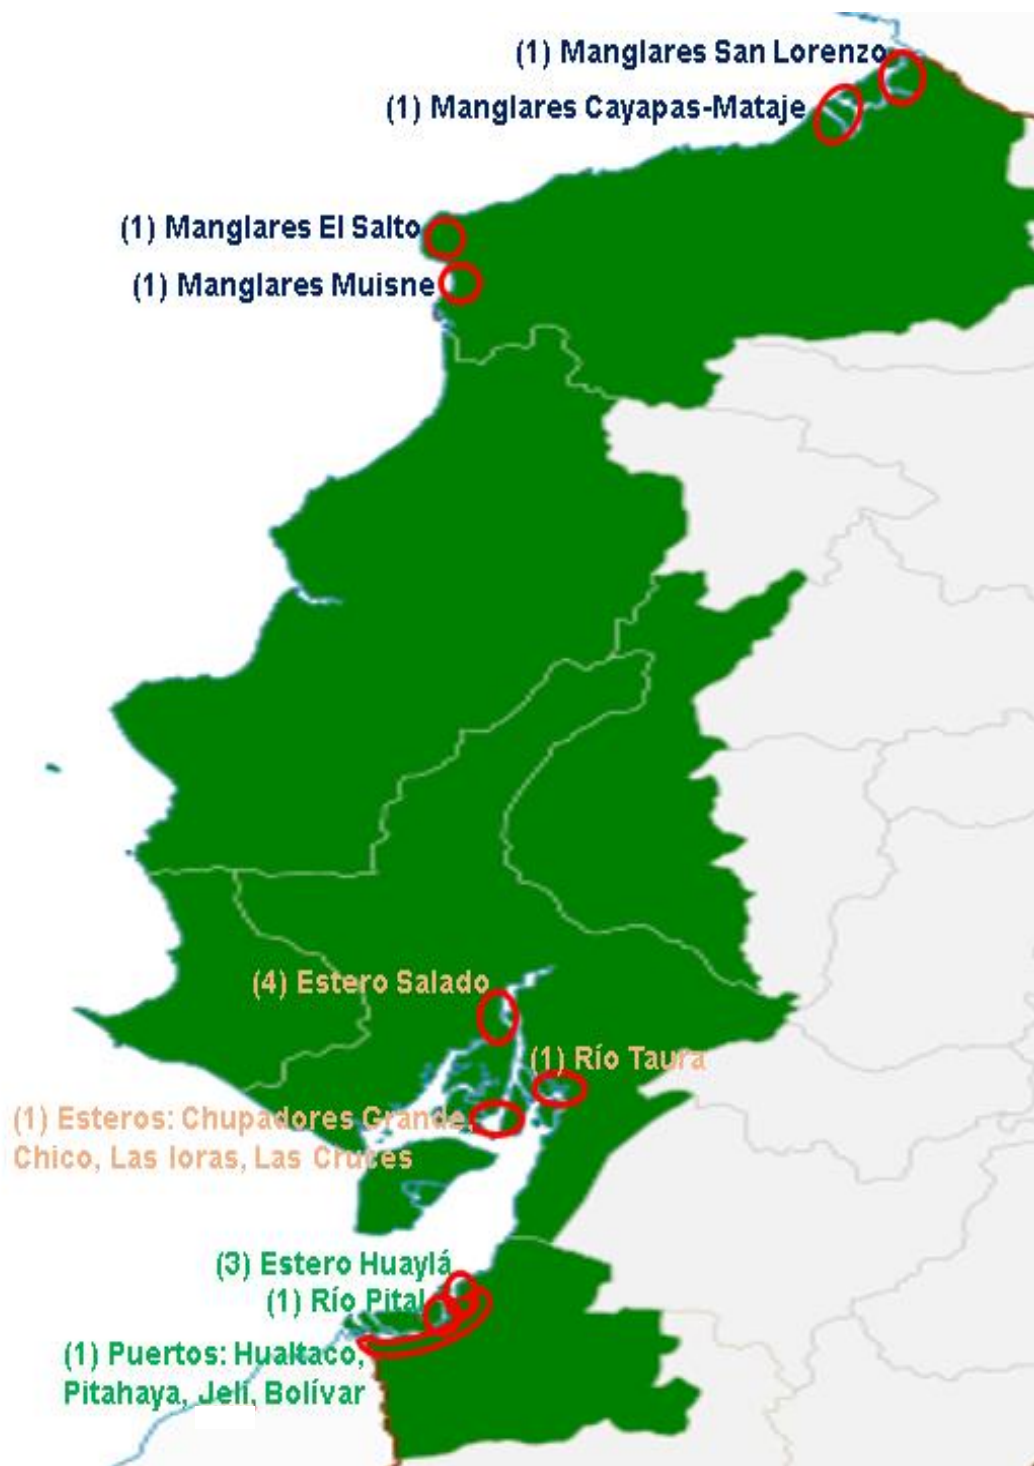 (1) Manglares San Lorenzo
(1) Manglares Cayapas-Mataje
(1) Manglares El Salto
(1) Manglares Muisne
(4) Estero Salado
(1) Río Taura
(1) Esteros: Chupadores Grande,
Chico, Las loras, Las Cruces
(3) Estero Huaylá
(1) Río Pital
(1) Puertos: Hualtaco,
Pitahaya, Jelí, Bolívar